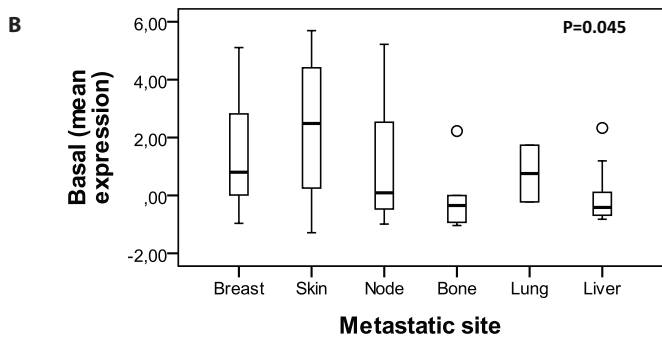 B
P=0.045
Basal (mean
expression)
6,00
4,00
2,00
,00
-2,00
Breast Skin Node Bone Lung Liver
Metastatic site